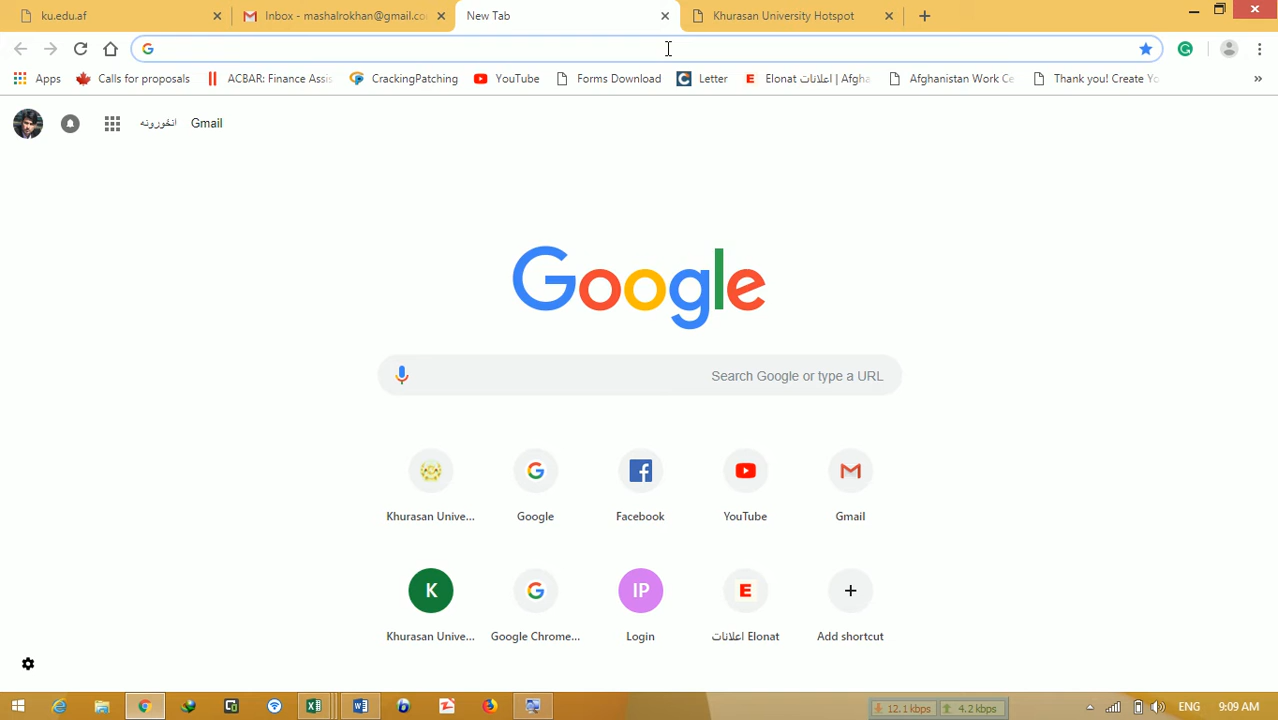 ku.edu.af
Inbox - mashalrokhan@gmail.co
New Tab
Khurasan University Hotspot
Apps
Calls for proposals
ACBAR: Finance Assis
CrackingPatching
YouTube
Forms Download
Letter
Elonat اعلانات | Afgha
Afghanistan Work Ce
Thank you! Create Yo
»
انځورونه
Gmail
Google
Search Google or type a URL
Khurasan Unive...
Google
Facebook
YouTube
Gmail
K
IP
E
Khurasan Unive...
Google Chrome...
Login
اعلانات Elonat
Add shortcut
12.1 kbps
4.2 kbps
ENG
9:09 AM